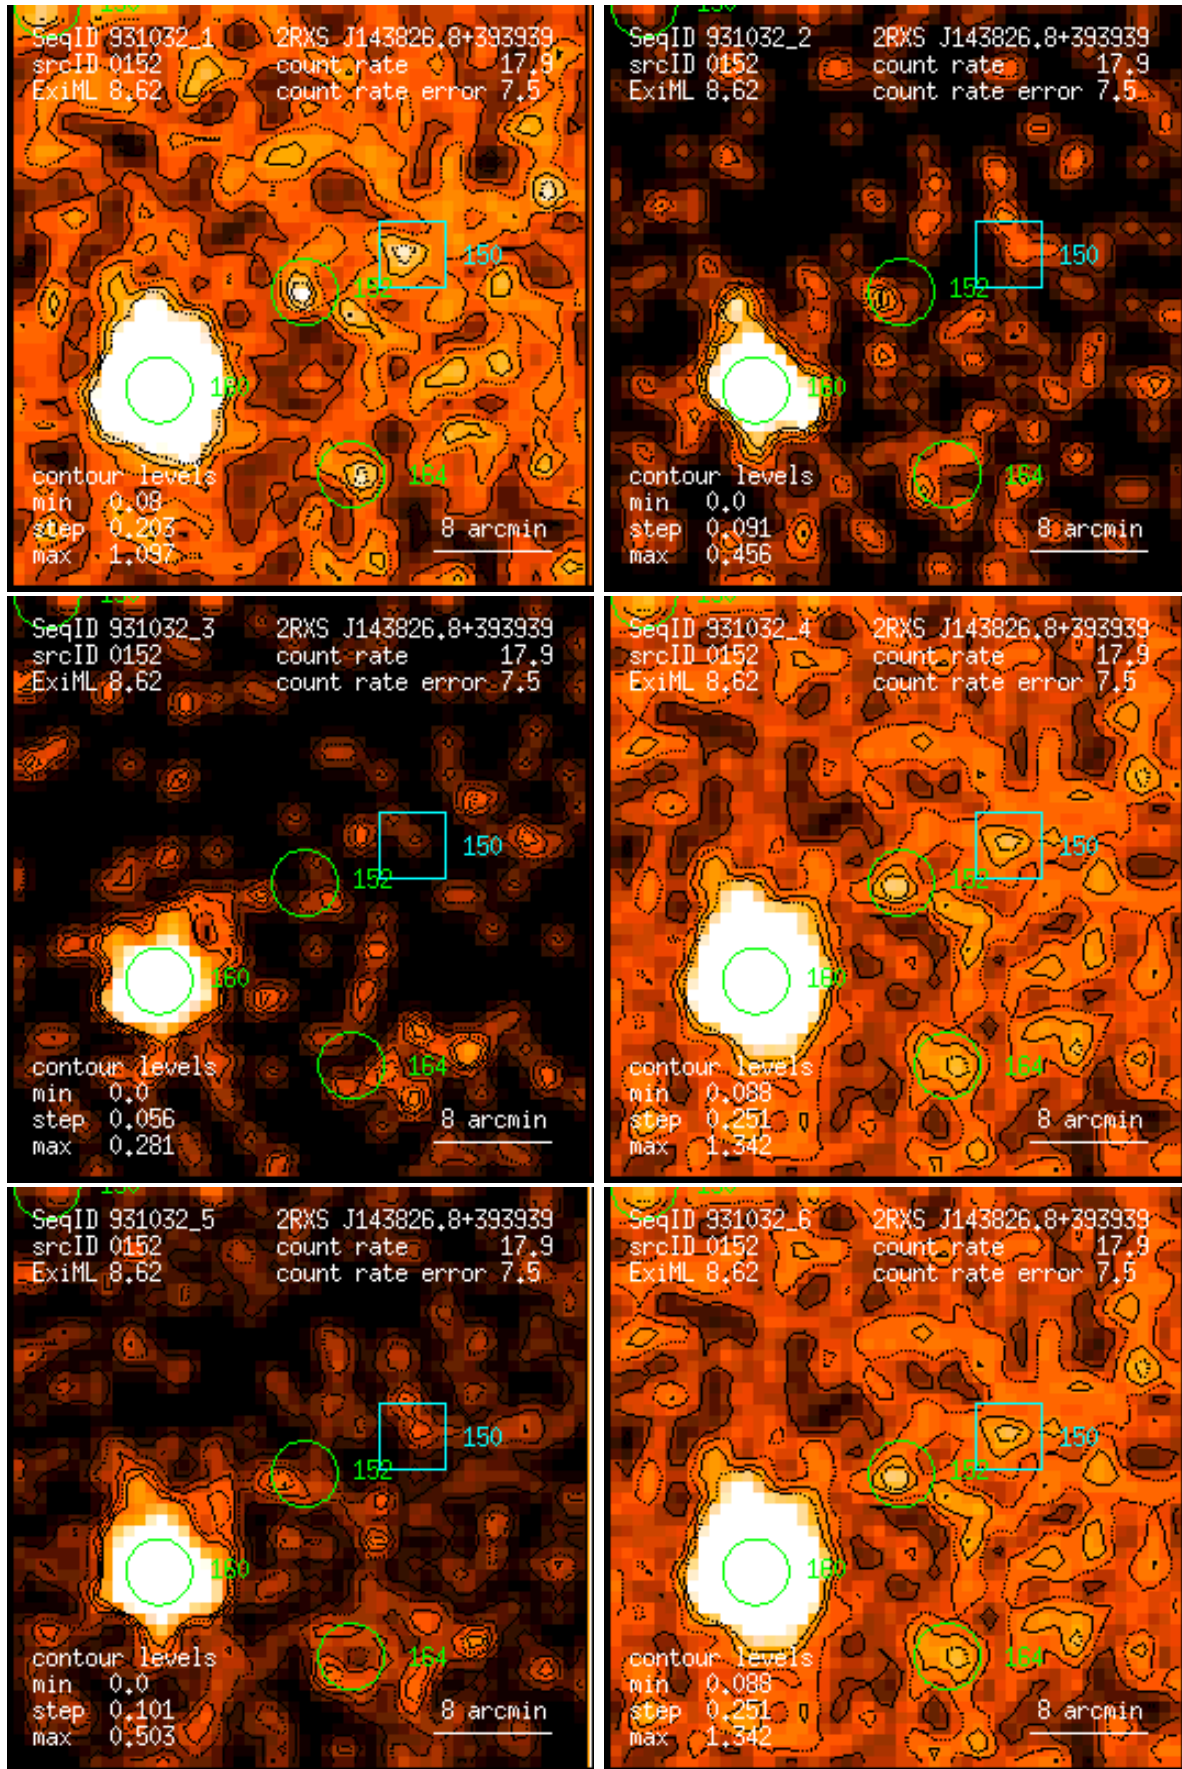 SeqID 931032_1 2RXS J143826.8+393939
srcID 0152 count rate 17.9
ExiML 8.62 count rate error 7.5
150
152
160
164
contour levels
min 0.08
step 0.203
max 1.097
8 arcmin
SeqID 931032_2 2RXS J143826.8+393939
srcID 0152 count rate 17.9
ExiML 8.62 count rate error 7.5
150
152
160
164
contour levels
min 0.0
step 0.091
max 0.456
8 arcmin
SeqID 931032_3 2RXS J143826.8+393939
srcID 0152 count rate 17.9
ExiML 8.62 count rate error 7.5
150
152
160
164
contour levels
min 0.0
step 0.056
max 0.281
8 arcmin
SeqID 931032_4 2RXS J143826.8+393939
srcID 0152 count rate 17.9
ExiML 8.62 count rate error 7.5
150
152
160
164
contour levels
min 0.088
step 0.251
max 1.342
8 arcmin
SeqID 931032_5 2RXS J143826.8+393939
srcID 0152 count rate 17.9
ExiML 8.62 count rate error 7.5
150
152
160
164
contour levels
min 0.0
step 0.101
max 0.503
8 arcmin
SeqID 931032_6 2RXS J143826.8+393939
srcID 0152 count rate 17.9
ExiML 8.62 count rate error 7.5
150
152
160
164
contour levels
min 0.088
step 0.251
max 1.342
8 arcmin